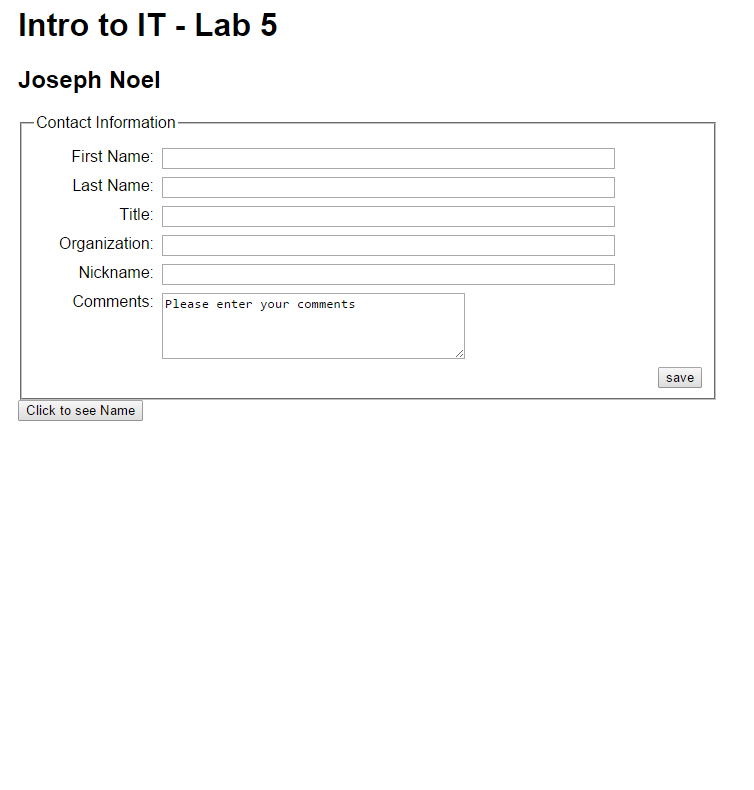 Intro to IT - Lab 5
Joseph Noel
Contact Information
First Name:
Last Name:
Title:
Organization:
Nickname:
Comments: Please enter your comments
save
Click to see Name